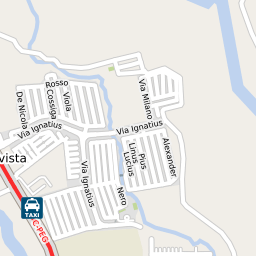 Rosso
Cossiga
Viola
De Nicola
Via Milano
Via Ignatius
Via Ignatius
vista
Via Ignatius
Alexander
Pius
Linus
Lucius
Nero
TAXI
C-PEG